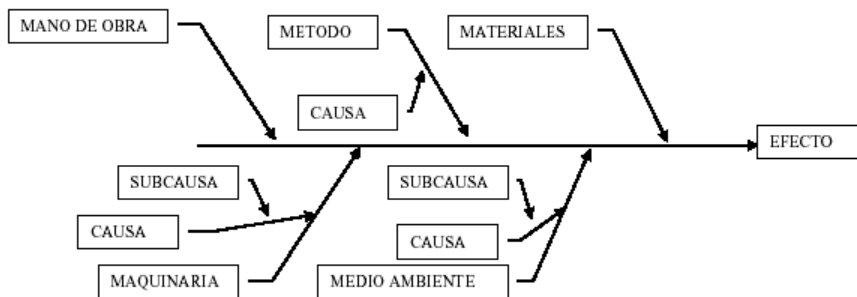 MANO DE OBRA
METODO
MATERIALES
CAUSA
EFECTO
SUBCAUSA
SUBCAUSA
CAUSA
CAUSA
MAQUINARIA
MEDIO AMBIENTE